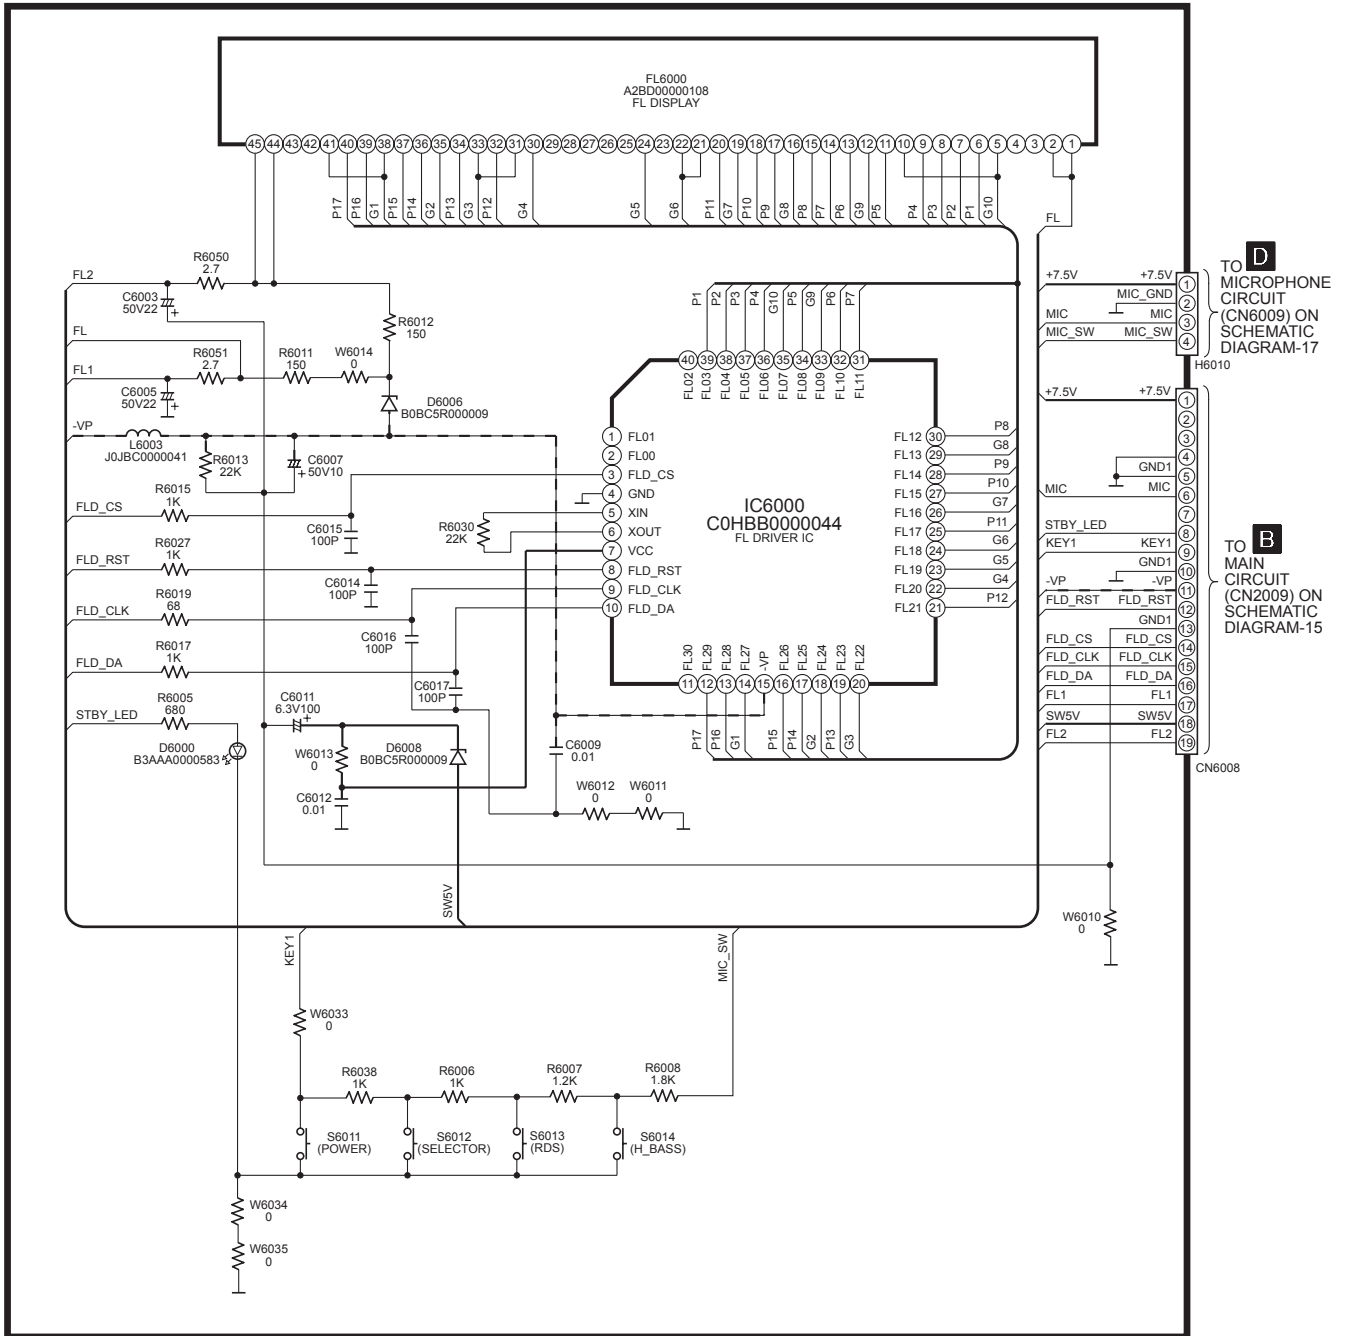 FL6000
A2BD00000108
FL DISPLAY
45 44 43 42 41 40 39 38 37 36 35 34 33 32 31 30 29 28 27 26 25 24 23 22 21 20 19 18 17 16 15 14 13 12 11 10 9 8 7 6 5 4 3 2 1
P17 P16 G1 P15 P14 G2 P13 G3 P12 G4 G5 G6 P11 G7 P10 P9 G8 P8 P7 P6 G9 P5 P4 P3 P2 P1 G10
FL
FL2
R6050
2.7
C6003
50V22
+
R6012
150
FL
FL1
R6051
2.7
R6011
150
W6014
0
C6005
50V22
+
D6006
B0BC5R000009
-VP
L6003
J0JBC0000041
R6013
22K
C6007
+ 50V10
FLD_CS
R6015
1K
C6015
100P
R6030
22K
FLD_RST
R6027
1K
C6014
100P
FLD_CLK
R6019
68
C6016
100P
FLD_DA
R6017
1K
C6017
100P
STBY_LED
R6005
680
C6011
6.3V100
+
D6000
B3AAA0000583
W6013
0
D6008
B0BC5R000009
C6012
0.01
C6009
0.01
W6012
0
W6011
0
SW5V
P1 P2 P3 P4 G10 P5 G9 P6 P7
40 39 38 37 36 35 34 33 32 31
FL02 FL03 FL04 FL05 FL06 FL07 FL08 FL09 FL10 FL11
1 FL01
2 FL00
3 FLD_CS
4 GND
5 XIN
6 XOUT
7 VCC
8 FLD_RST
9 FLD_CLK
10 FLD_DA
IC6000
C0HBB0000044
FL DRIVER IC
FL12 30 P8
FL13 29 G8
FL14 28 P9
FL15 27 P10
FL16 26 G7
FL17 25 P11
FL18 24 G6
FL19 23 G5
FL20 22 G4
FL21 21 P12
FL30 FL29 FL28 FL27 -VP FL26 FL25 FL24 FL23 FL22
11 12 13 14 15 16 17 18 19 20
P17 P16 G1 P15 P14 G2 P13 G3
+7.5V +7.5V 1
MIC_GND 2
MIC MIC 3
MIC_SW MIC_SW 4
H6010
TO D
MICROPHONE
CIRCUIT
(CN6009) ON
SCHEMATIC
DIAGRAM-17
+7.5V +7.5V 1
2
3
4
GND1 5
MIC MIC 6
7
STBY_LED 8
KEY1 KEY1 9
GND1 10
-VP -VP 11
FLD_RST FLD_RST 12
GND1 13
FLD_CS FLD_CS 14
FLD_CLK FLD_CLK 15
FLD_DA FLD_DA 16
FL1 FL1 17
SW5V SW5V 18
FL2 FL2 19
CN6008
TO B
MAIN
CIRCUIT
(CN2009) ON
SCHEMATIC
DIAGRAM-15
W6010
0
KEY1
MIC_SW
W6033
0
R6038
1K
R6006
1K
R6007
1.2K
R6008
1.8K
S6011
(POWER)
S6012
(SELECTOR)
S6013
(RDS)
S6014
(H_BASS)
W6034
0
W6035
0